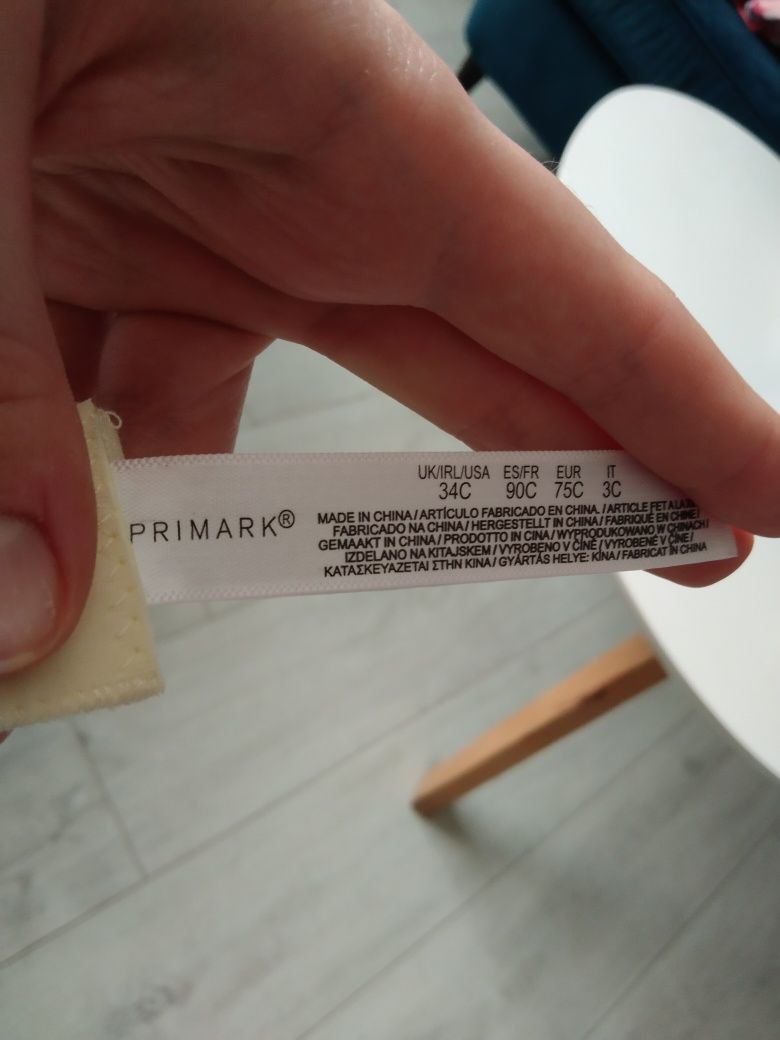 PRIMARK®
UK/IRL/USA ES/FR EUR IT
34C 90C 75C 3C
MADE IN CHINA / ARTÍCULO FABRICADO EN CHINA. / ARTICLE FET A LA
FABRICADO NA CHINA / HERGESTELLT IN CHINA / FABRIQUÉ EN CHINE /
GEMAAKT IN CHINA / PRODOTTO IN CINA / WYPRODUKOWANO W CHINACH /
IZDELANO NA KITAJSKEM / VYROBENO V ČÍNĚ / VYROBENÉ V ČÍNE /
ΚΑΤΑΣΚΕΥΑΖΕΤΑΙ ΣΤΗΝ ΚΙΝΑ / GYÁRTÁS HELYE: KÍNA / FABRICAT ÎN CHINA